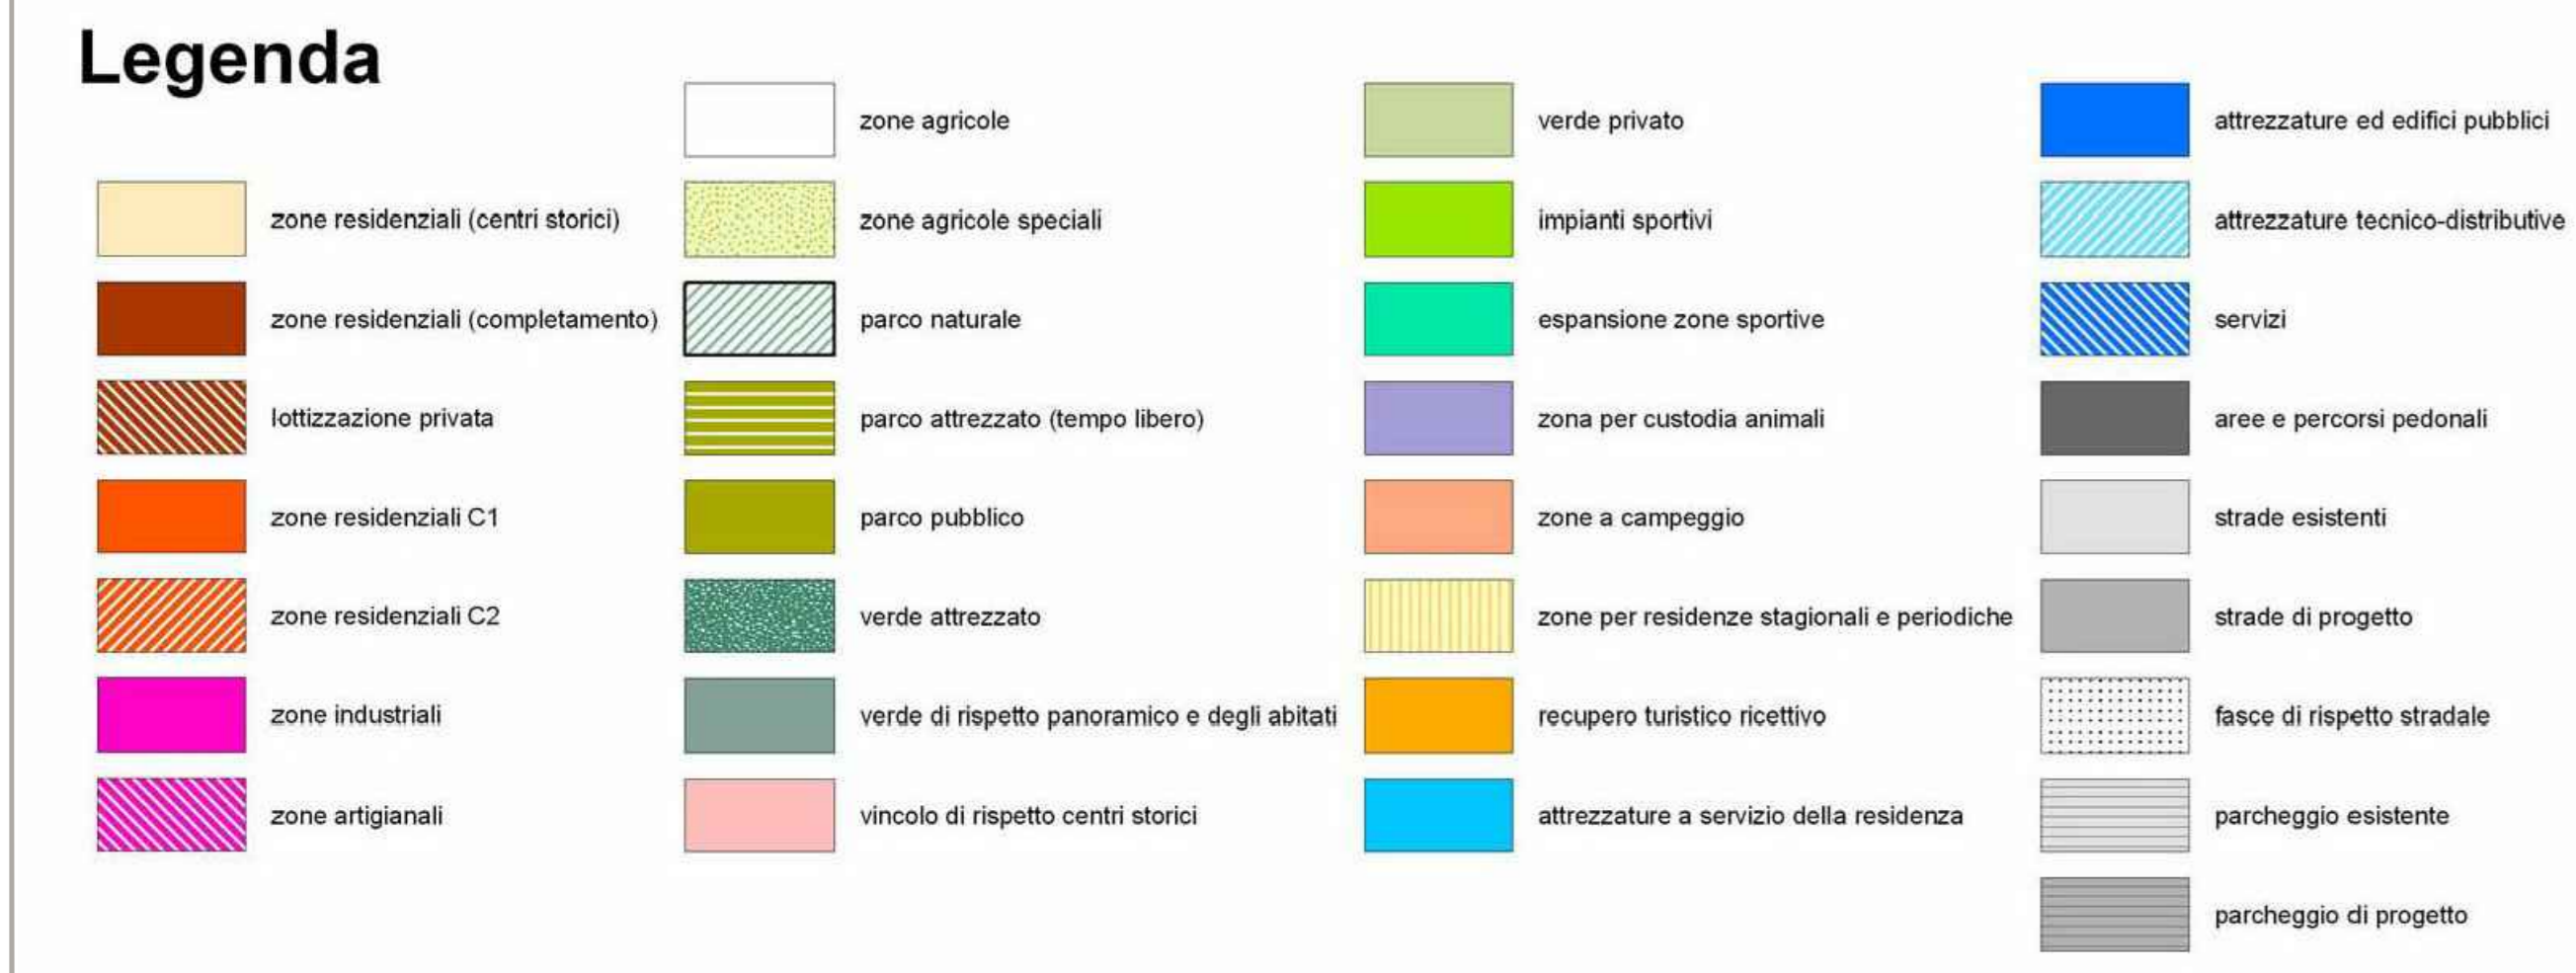 Legenda
zone residenziali (centri storici)
zone residenziali (completamento)
lottizzazione privata
zone residenziali C1
zone residenziali C2
zone industriali
zone artigianali
zone agricole
zone agricole speciali
parco naturale
parco attrezzato (tempo libero)
parco pubblico
verde attrezzato
verde di rispetto panoramico e degli abitati
vincolo di rispetto centri storici
verde privato
impianti sportivi
espansione zone sportive
zona per custodia animali
zone a campeggio
zone per residenze stagionali e periodiche
recupero turistico ricettivo
attrezzature a servizio della residenza
attrezzature ed edifici pubblici
attrezzature tecnico-distributive
servizi
aree e percorsi pedonali
strade esistenti
strade di progetto
fasce di rispetto stradale
parcheggio esistente
parcheggio di progetto